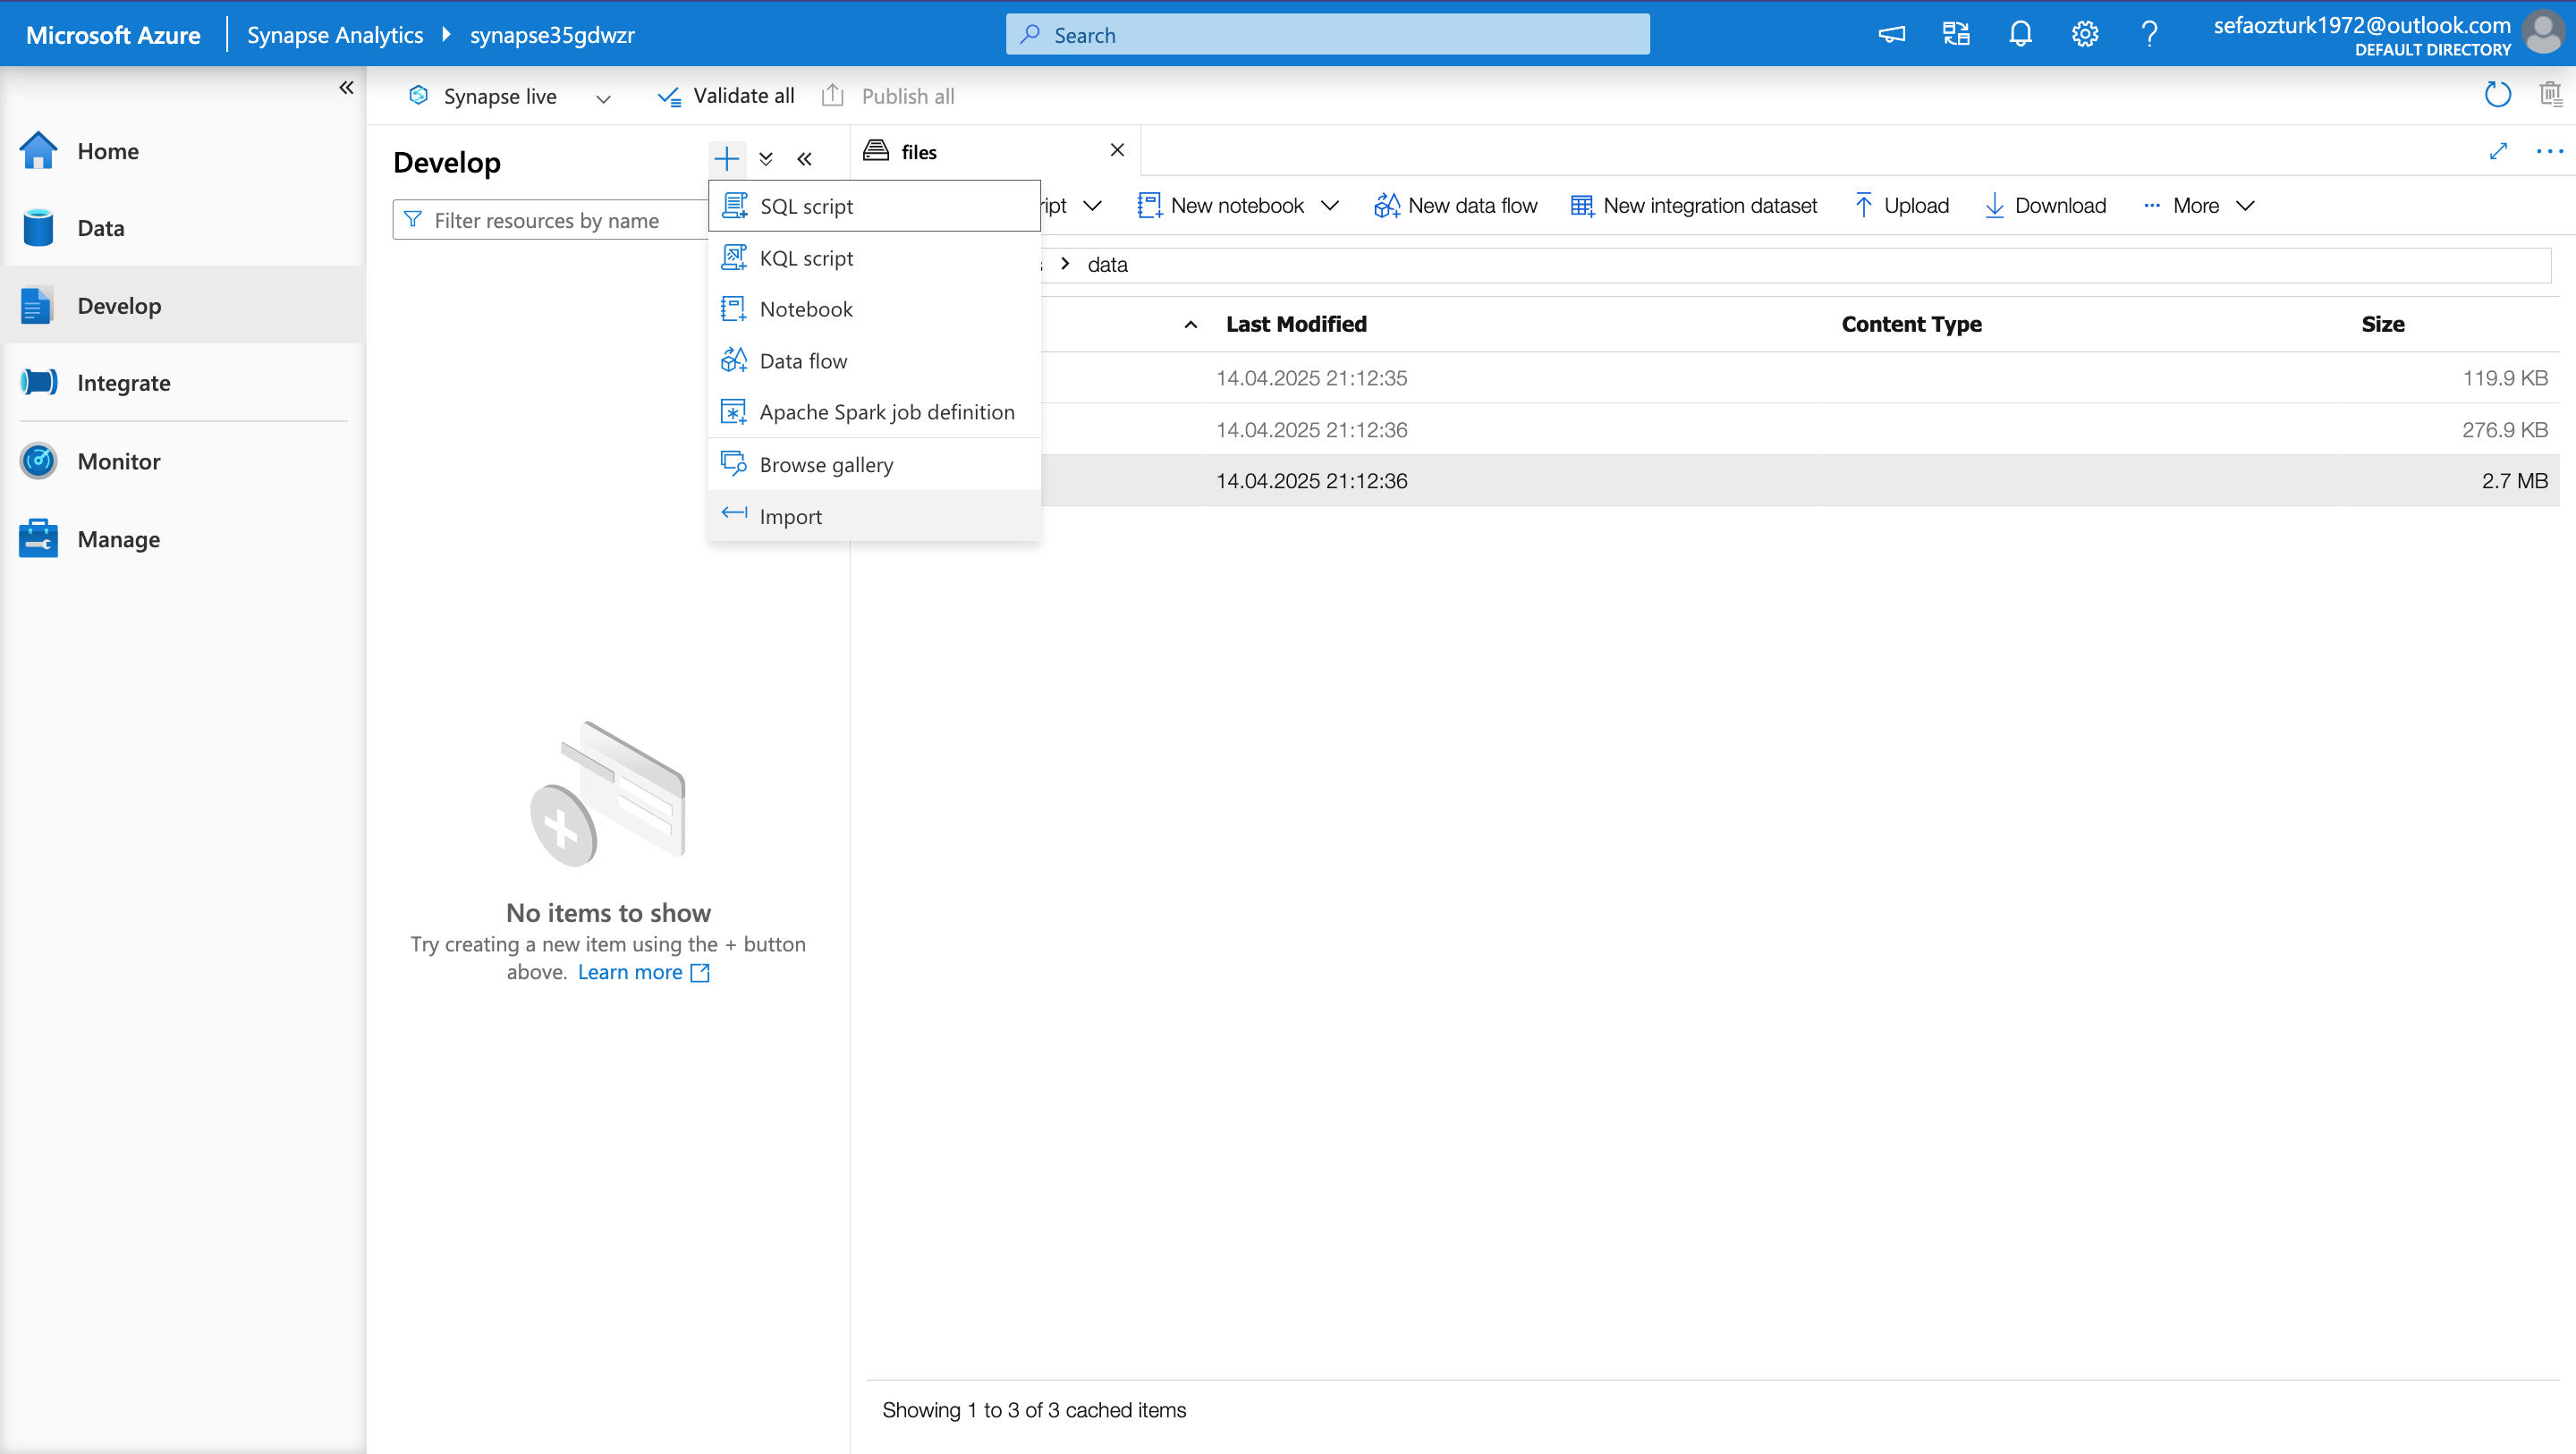 Microsoft Azure
Synapse Analytics
synapse35gdwzr
Search
sefaozturk1972@outlook.com
DEFAULT DIRECTORY
Synapse live
Validate all
Publish all
Home
Data
Develop
Integrate
Monitor
Manage
Develop
Filter resources by name
SQL script
KQL script
Notebook
Data flow
Apache Spark job definition
Browse gallery
Import
No items to show
Try creating a new item using the + button
above. Learn more
files
ipt
New notebook
New data flow
New integration dataset
Upload
Download
More
data
Last Modified
Content Type
Size
14.04.2025 21:12:35
119.9 KB
14.04.2025 21:12:36
276.9 KB
14.04.2025 21:12:36
2.7 MB
Showing 1 to 3 of 3 cached items